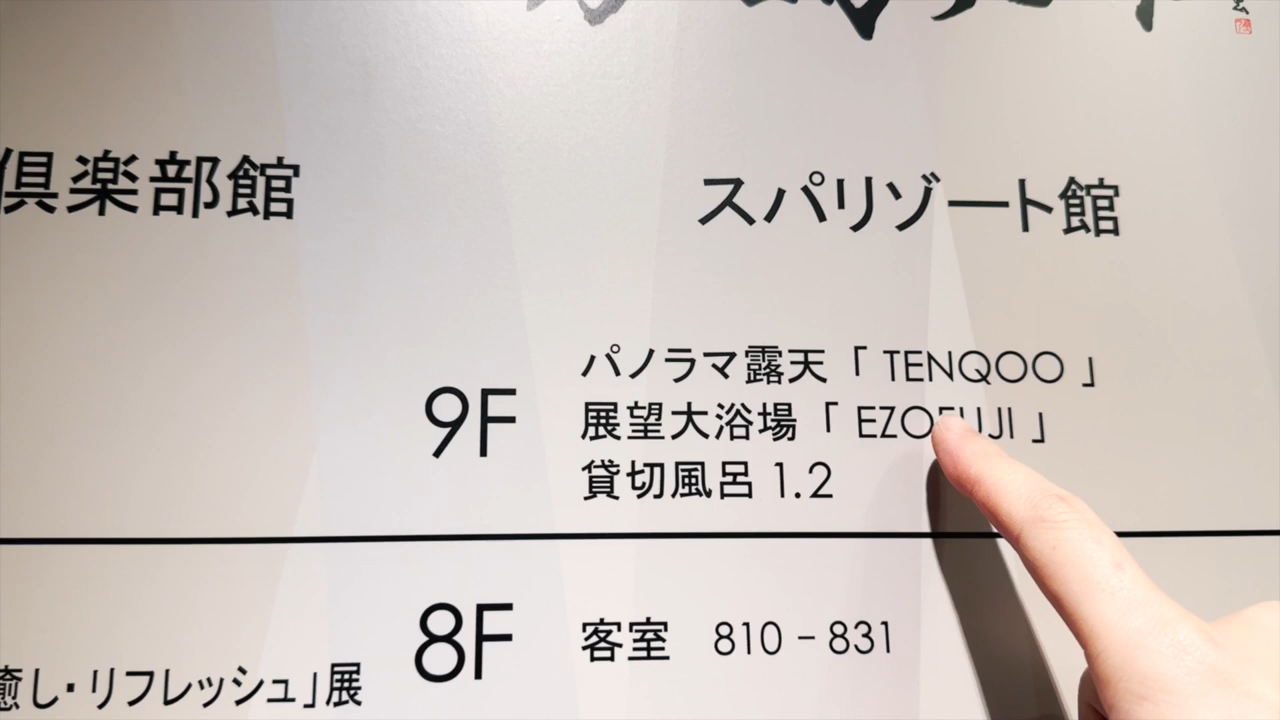 倶楽部館
スパリゾート館
9F
パノラマ露天「 TENQOO 」
展望大浴場「 EZOFUJI 」
貸切風呂 1.2
8F
客室 810 - 831
癒し・リフレッシュ」展